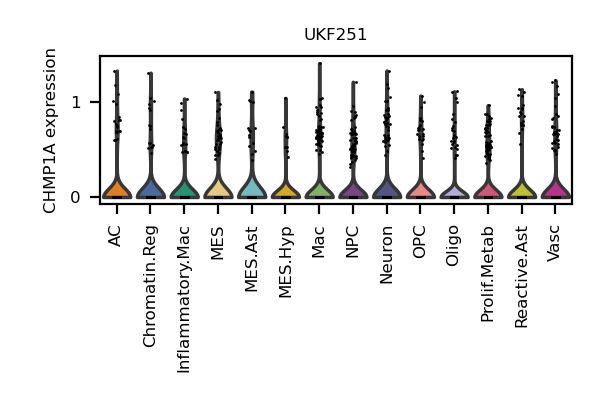 UKF251
CHMP1A expression
1
0
AC
Chromatin.Reg
Inflammatory.Mac
MES
MES.Ast
MES.Hyp
Mac
NPC
Neuron
OPC
Oligo
Prolif.Metab
Reactive.Ast
Vasc